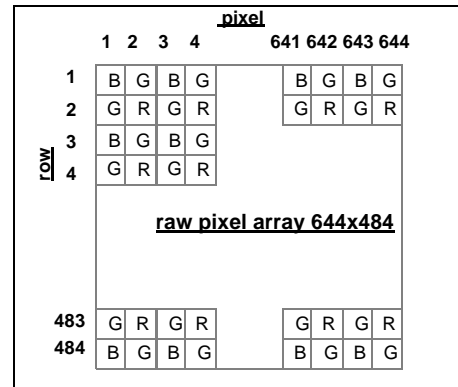 pixel
1 2 3 4 641 642 643 644
1 B G B G B G B G
2 G R G R G R G R
3 B G B G
row
4 G R G R
raw pixel array 644x484
483 G R G R G R G R
484 B G B G B G B G